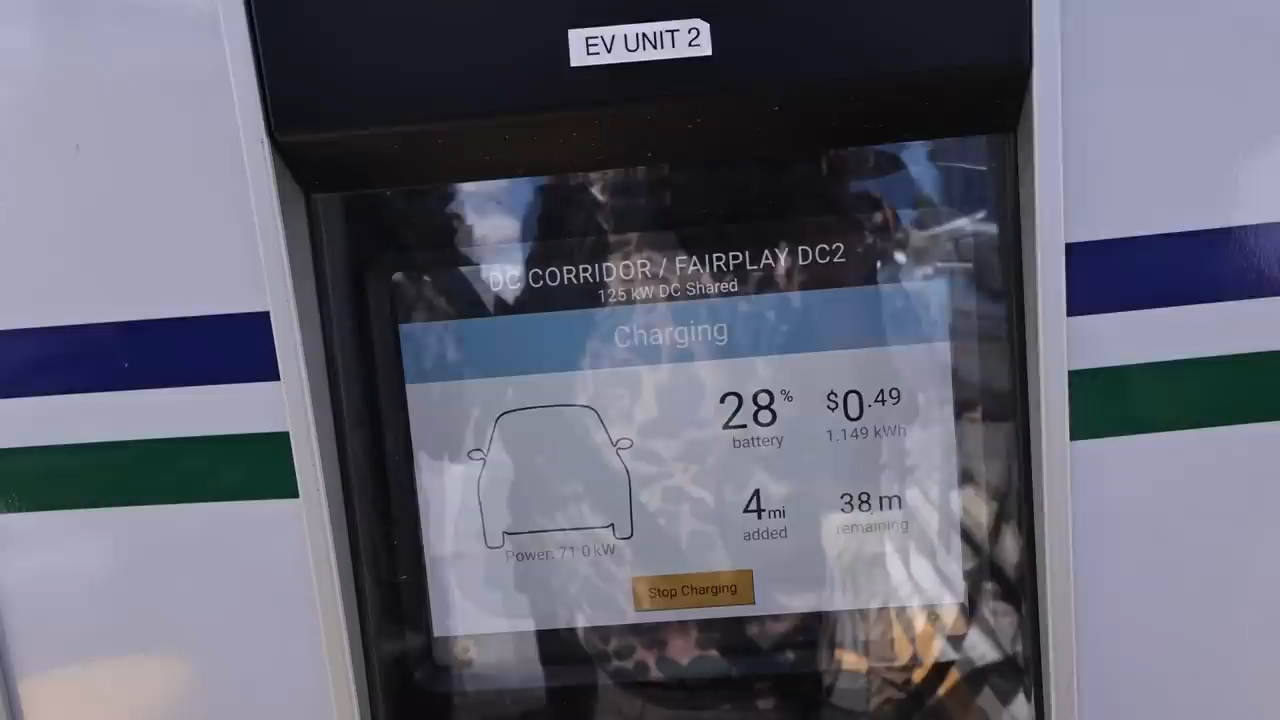 EV UNIT 2
DC CORRIDOR / FAIRPLAY DC2
125 kW DC Shared
Charging
28%
battery
$0.49
1.149 kWh
4mi
added
38 m
remaining
Power: 71.0 kW
Stop Charging